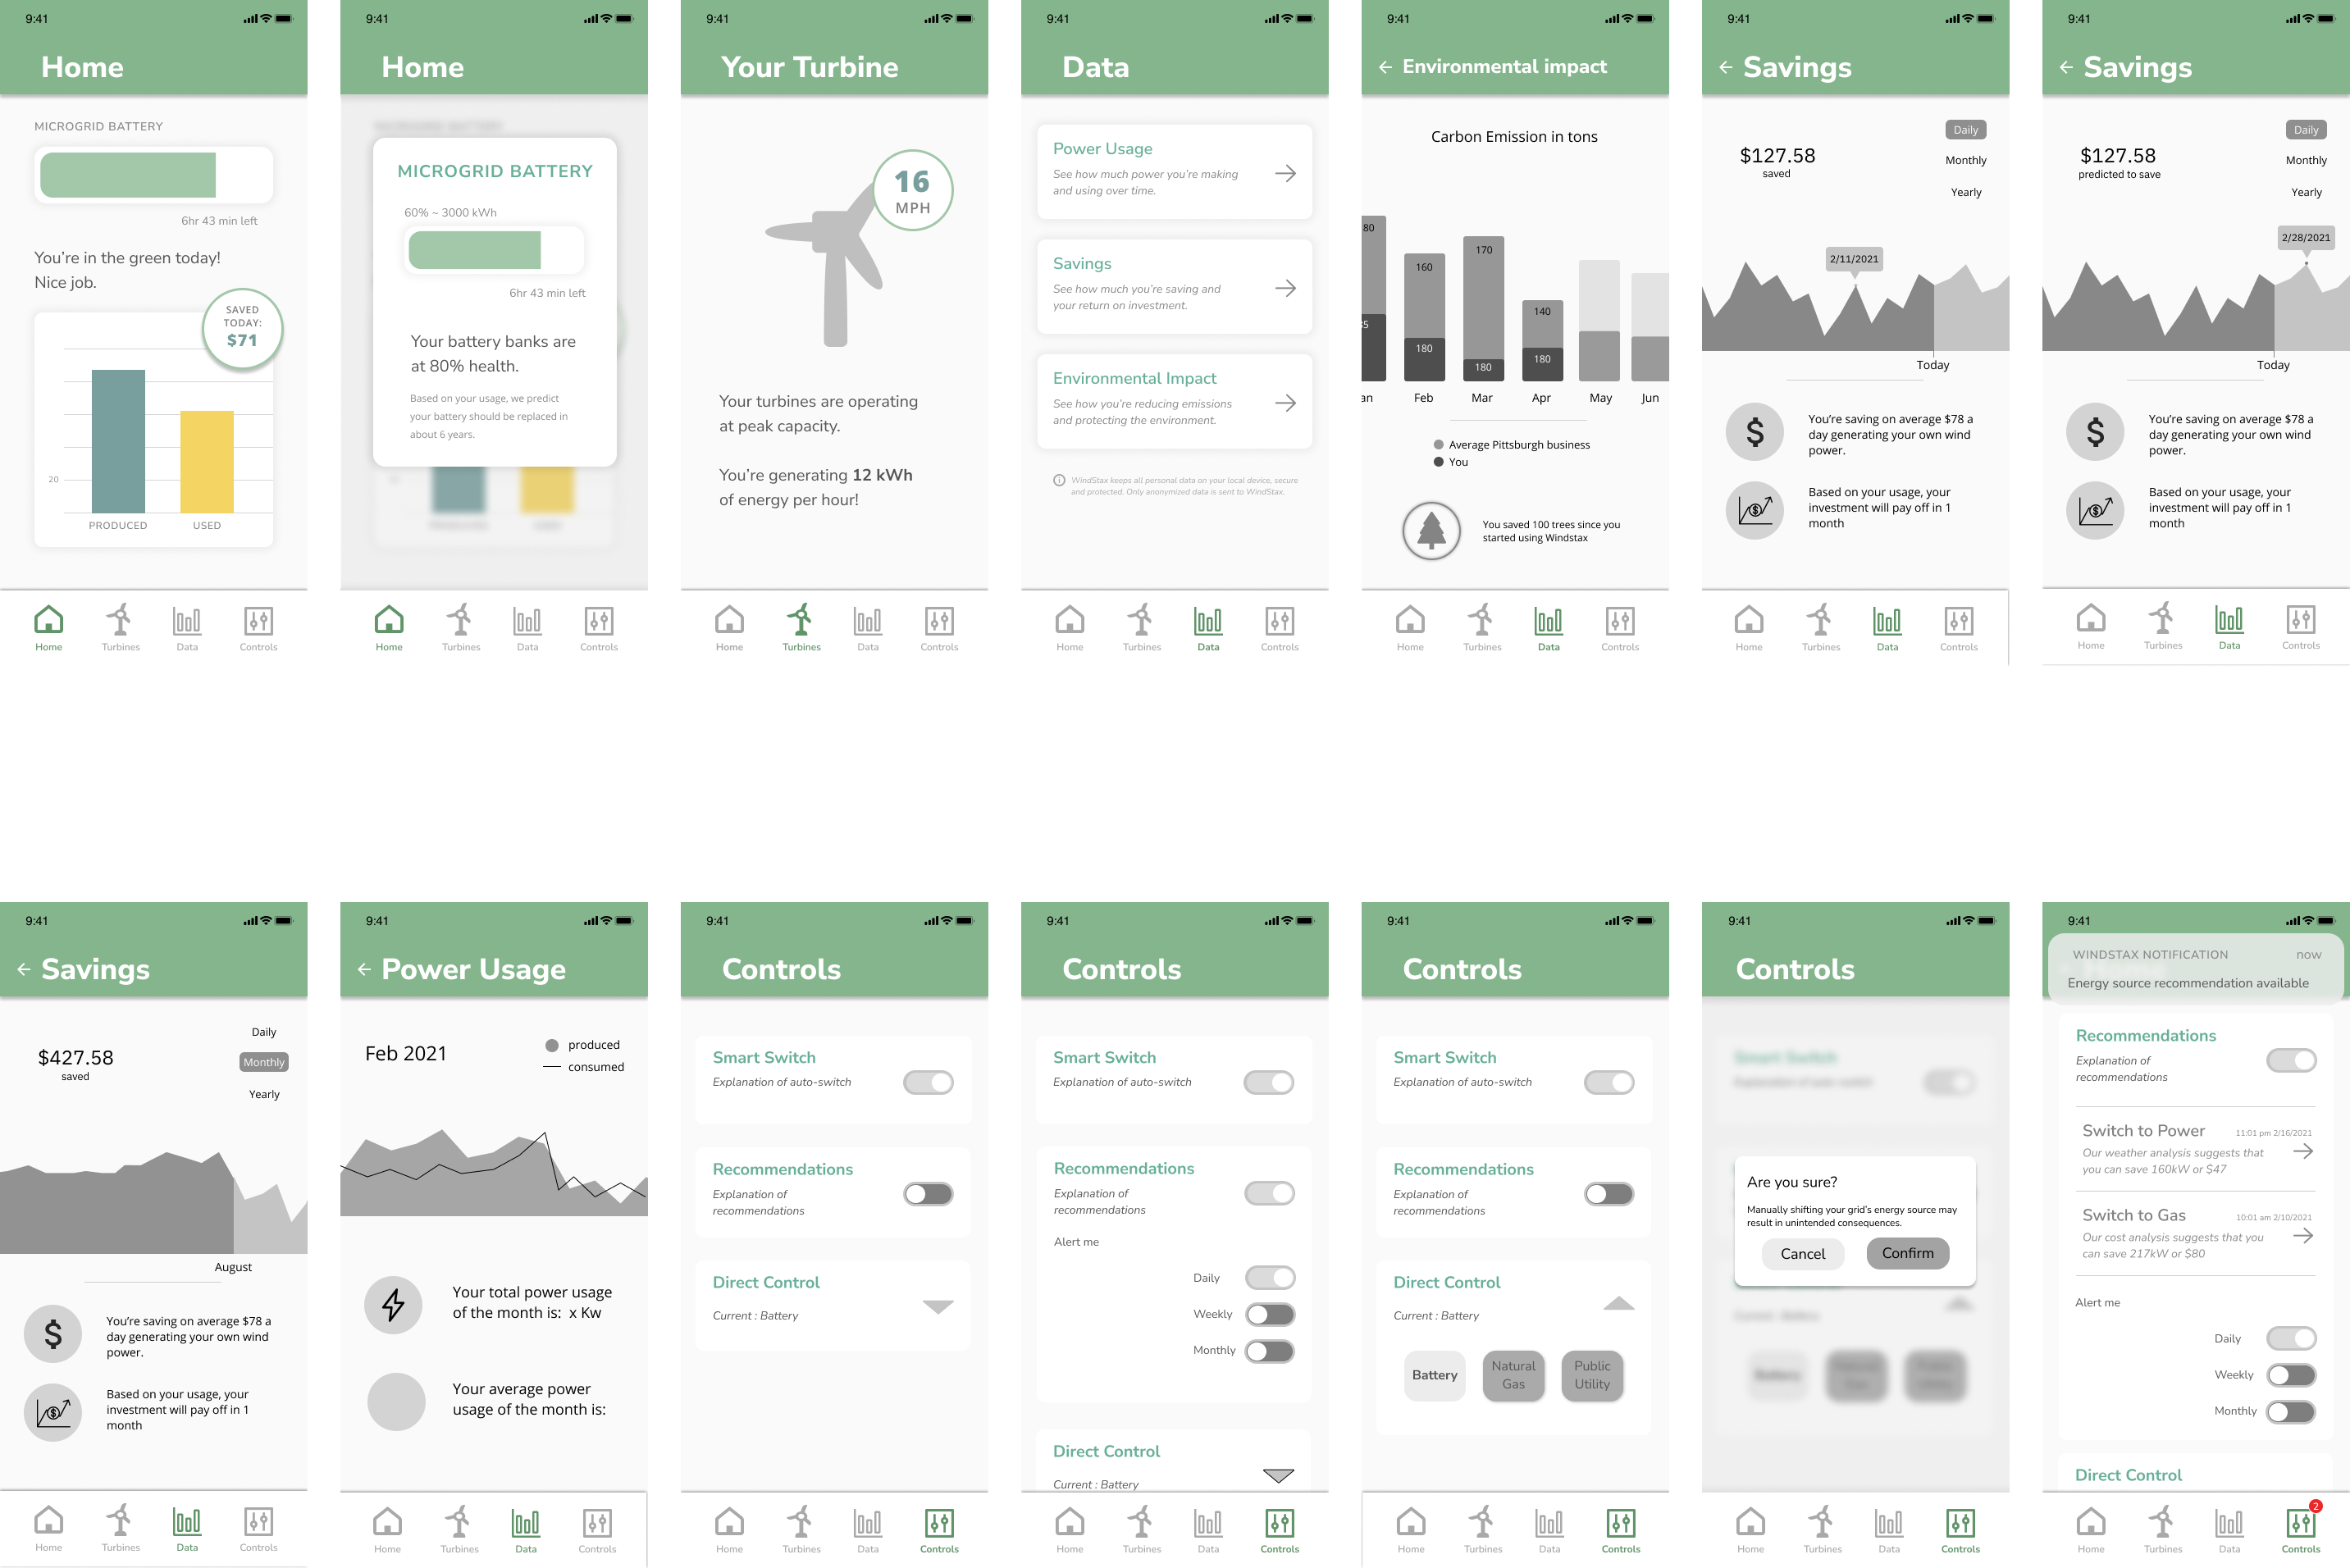 9:41
Home
MICROGRID BATTERY
6hr 43 min left
You're in the green today!
Nice job.
SAVED
TODAY:
$71
20
PRODUCED USED
Home Turbines Data Controls
9:41
Home
MICROGRID BATTERY
60% ~ 3000 kWh
6hr 43 min left
Your battery banks are
at 80% health.
Based on your usage, we predict
your battery should be replaced in
about 6 years.
Home Turbines Data Controls
9:41
Your Turbine
16
MPH
Your turbines are operating
at peak capacity.
You're generating 12 kWh
of energy per hour!
Home Turbines Data Controls
9:41
Data
Power Usage
See how much power you're making
and using over time.
Savings
See how much you're saving and
your return on investment.
Environmental Impact
See how you're reducing emissions
and protecting the environment.
WindStax keeps all personal data on your local device, secure
and protected. Only anonymized data is sent to WindStax.
Home Turbines Data Controls
9:41
Environmental impact
Carbon Emission in tons
80 160 170 140
35 180 180 180
an Feb Mar Apr May Jun
Average Pittsburgh business
You
You saved 100 trees since you
started using Windstax
Home Turbines Data Controls
9:41
Savings
Daily
$127.58
saved
Monthly
Yearly
2/11/2021
Today
You're saving on average $78 a
day generating your own wind
power.
Based on your usage, your
investment will pay off in 1
month
Home Turbines Data Controls
9:41
Savings
Daily
$127.58
predicted to save
Monthly
Yearly
2/28/2021
Today
You're saving on average $78 a
day generating your own wind
power.
Based on your usage, your
investment will pay off in 1
month
Home Turbines Data Controls
9:41
Savings
Daily
$427.58
saved
Monthly
Yearly
August
You're saving on average $78 a
day generating your own wind
power.
Based on your usage, your
investment will pay off in 1
month
Home Turbines Data Controls
9:41
Power Usage
Feb 2021
produced
consumed
Your total power usage
of the month is: x Kw
Your average power
usage of the month is:
Home Turbines Data Controls
9:41
Controls
Smart Switch
Explanation of auto-switch
Recommendations
Explanation of
recommendations
Direct Control
Current : Battery
Home Turbines Data Controls
9:41
Controls
Smart Switch
Explanation of auto-switch
Recommendations
Explanation of
recommendations
Alert me
Daily
Weekly
Monthly
Direct Control
Current : Battery
Home Turbines Data Controls
9:41
Controls
Smart Switch
Explanation of auto-switch
Recommendations
Explanation of
recommendations
Direct Control
Current : Battery
Battery
Natural
Gas
Public
Utility
Home Turbines Data Controls
9:41
Controls
Are you sure?
Manually shifting your grid's energy source may
result in unintended consequences.
Cancel Confirm
Home Turbines Data Controls
9:41
WINDSTAX NOTIFICATION now
Energy source recommendation available
Recommendations
Explanation of
recommendations
Switch to Power 11:01 pm 2/16/2021
Our weather analysis suggests that
you can save 160kW or $47
Switch to Gas 10:01 am 2/10/2021
Our cost analysis suggests that you
can save 217kW or $80
Alert me
Daily
Weekly
Monthly
Direct Control
2
Home Turbines Data Controls